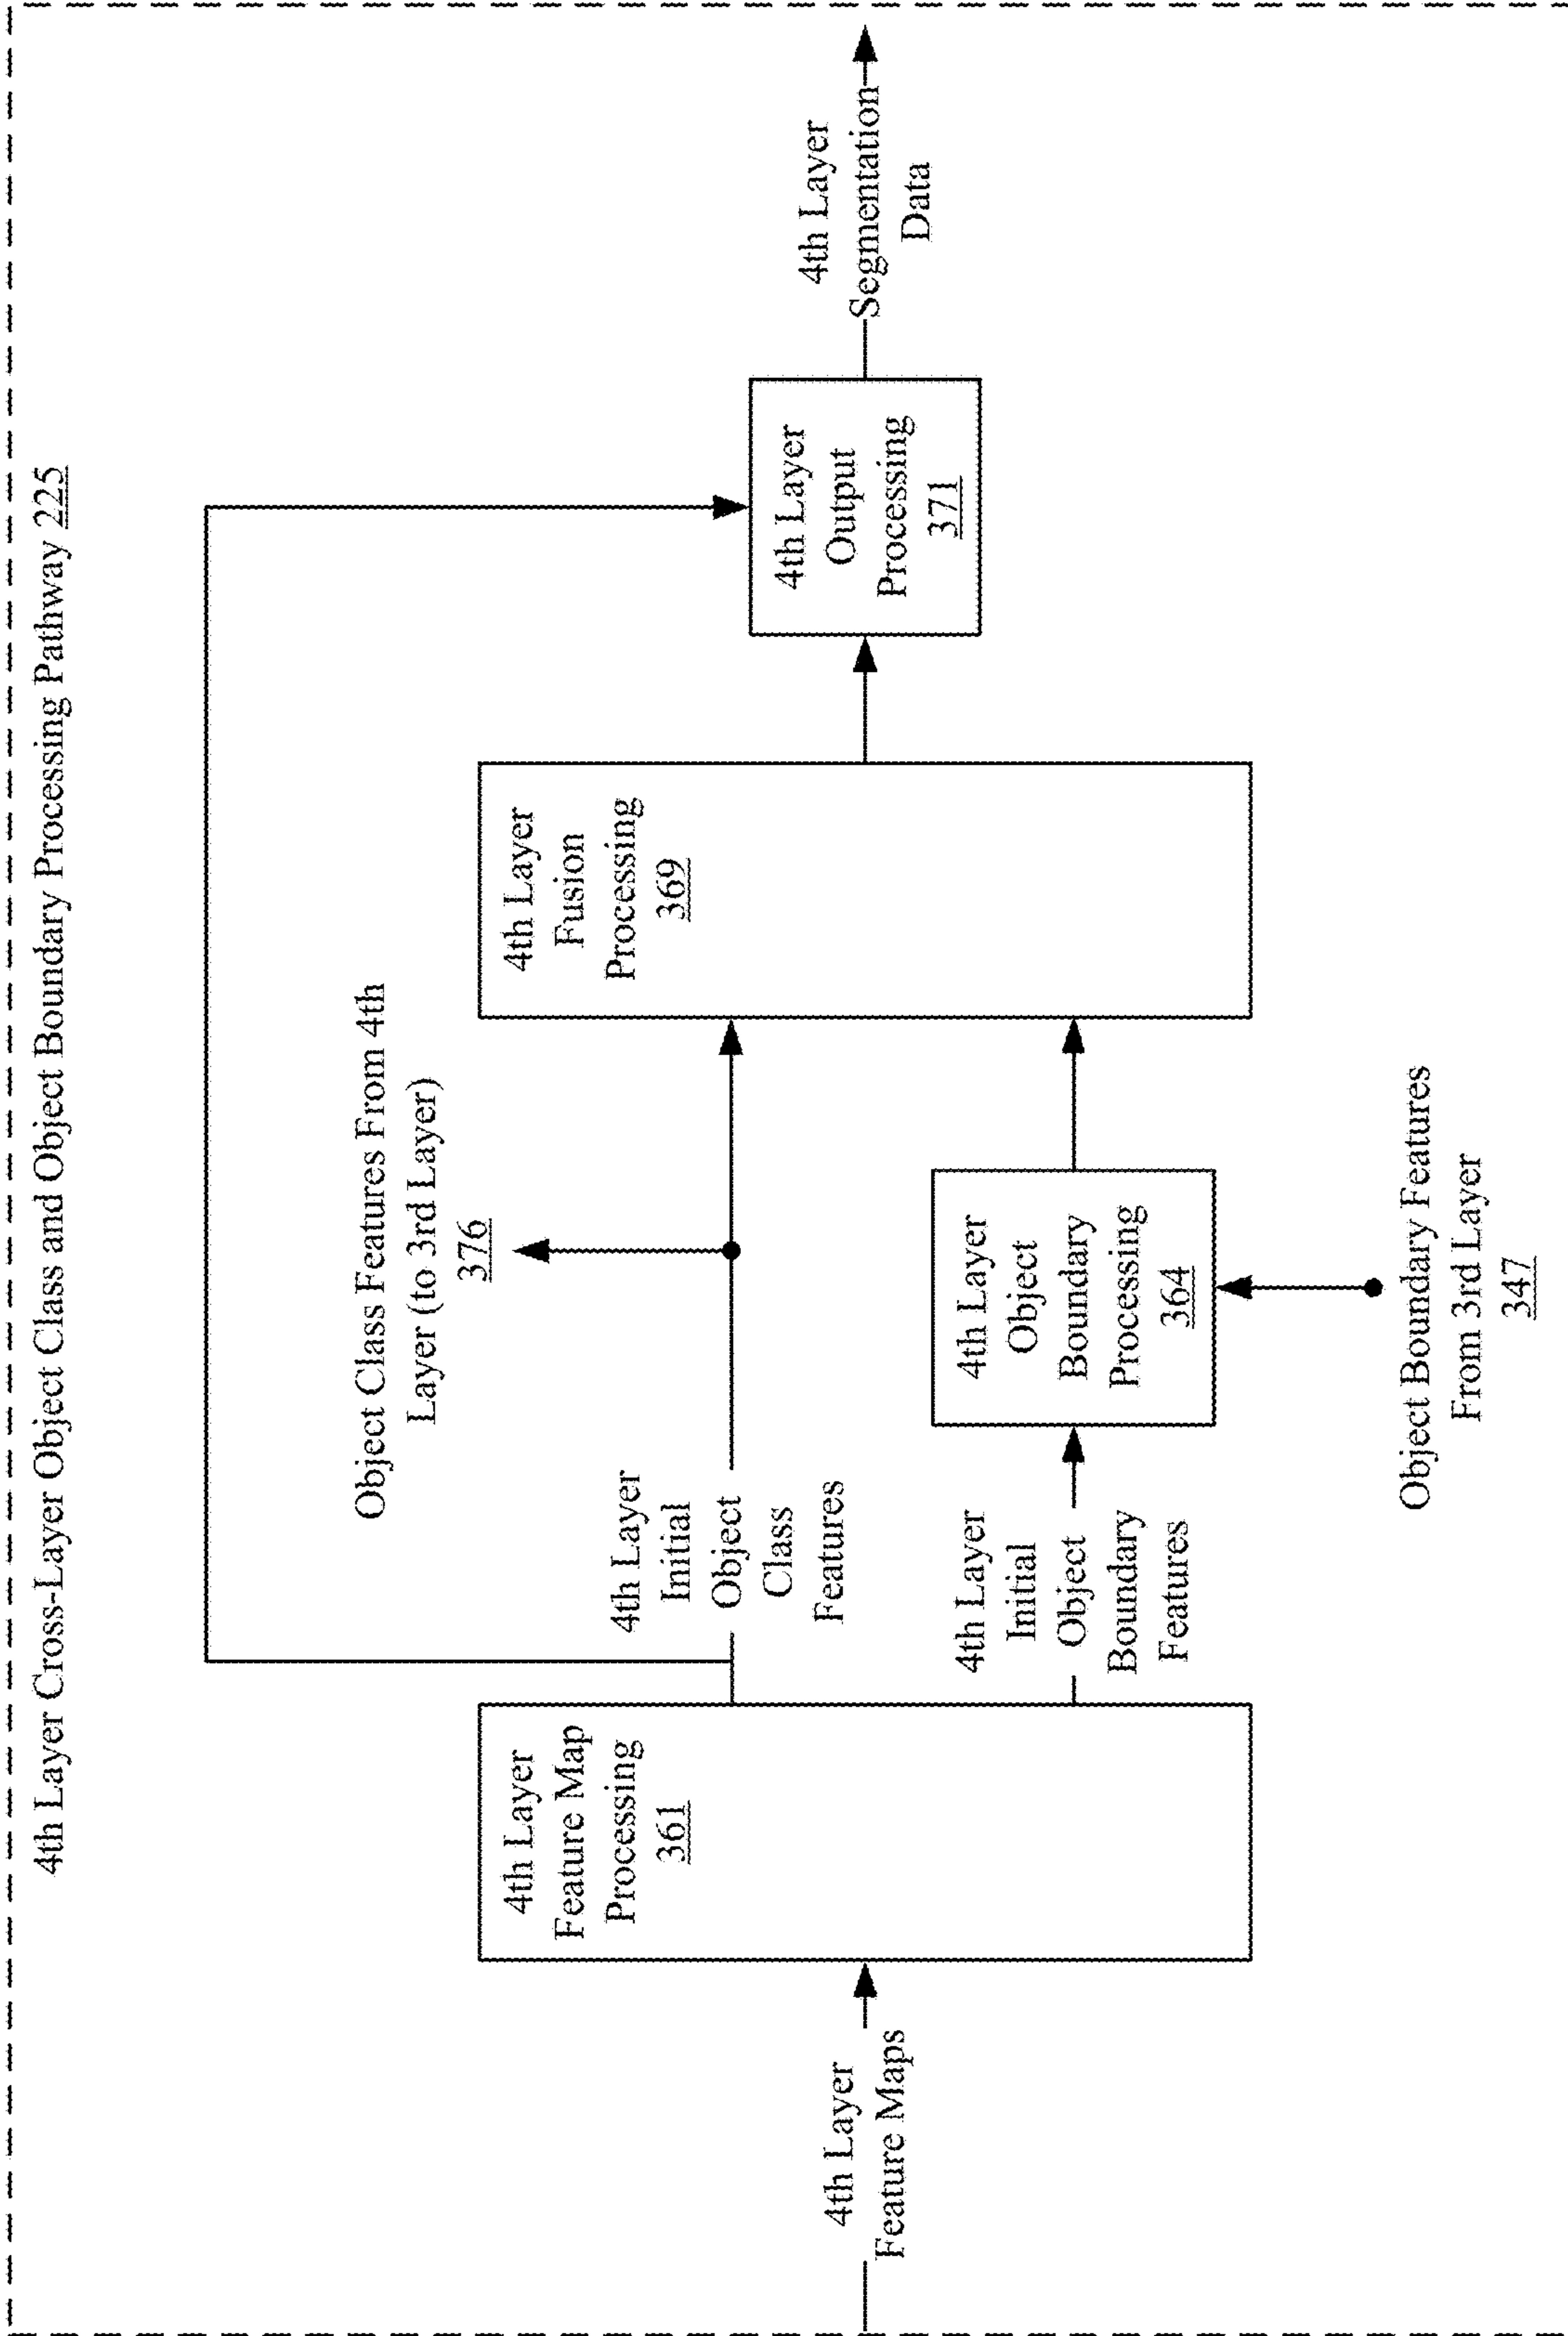 4th Layer Cross-Layer Object Class and Object Boundary Processing Pathway 225
4th Layer
Feature Maps
4th Layer
Feature Map
Processing
361
4th Layer
Initial
Object
Class
Features
4th Layer
Initial
Object
Boundary
Features
Object Class Features From 4th
Layer (to 3rd Layer)
376
4th Layer
Object
Boundary
Processing
364
Object Boundary Features
From 3rd Layer
347
4th Layer
Fusion
Processing
369
4th Layer
Output
Processing
371
4th Layer
Segmentation
Data